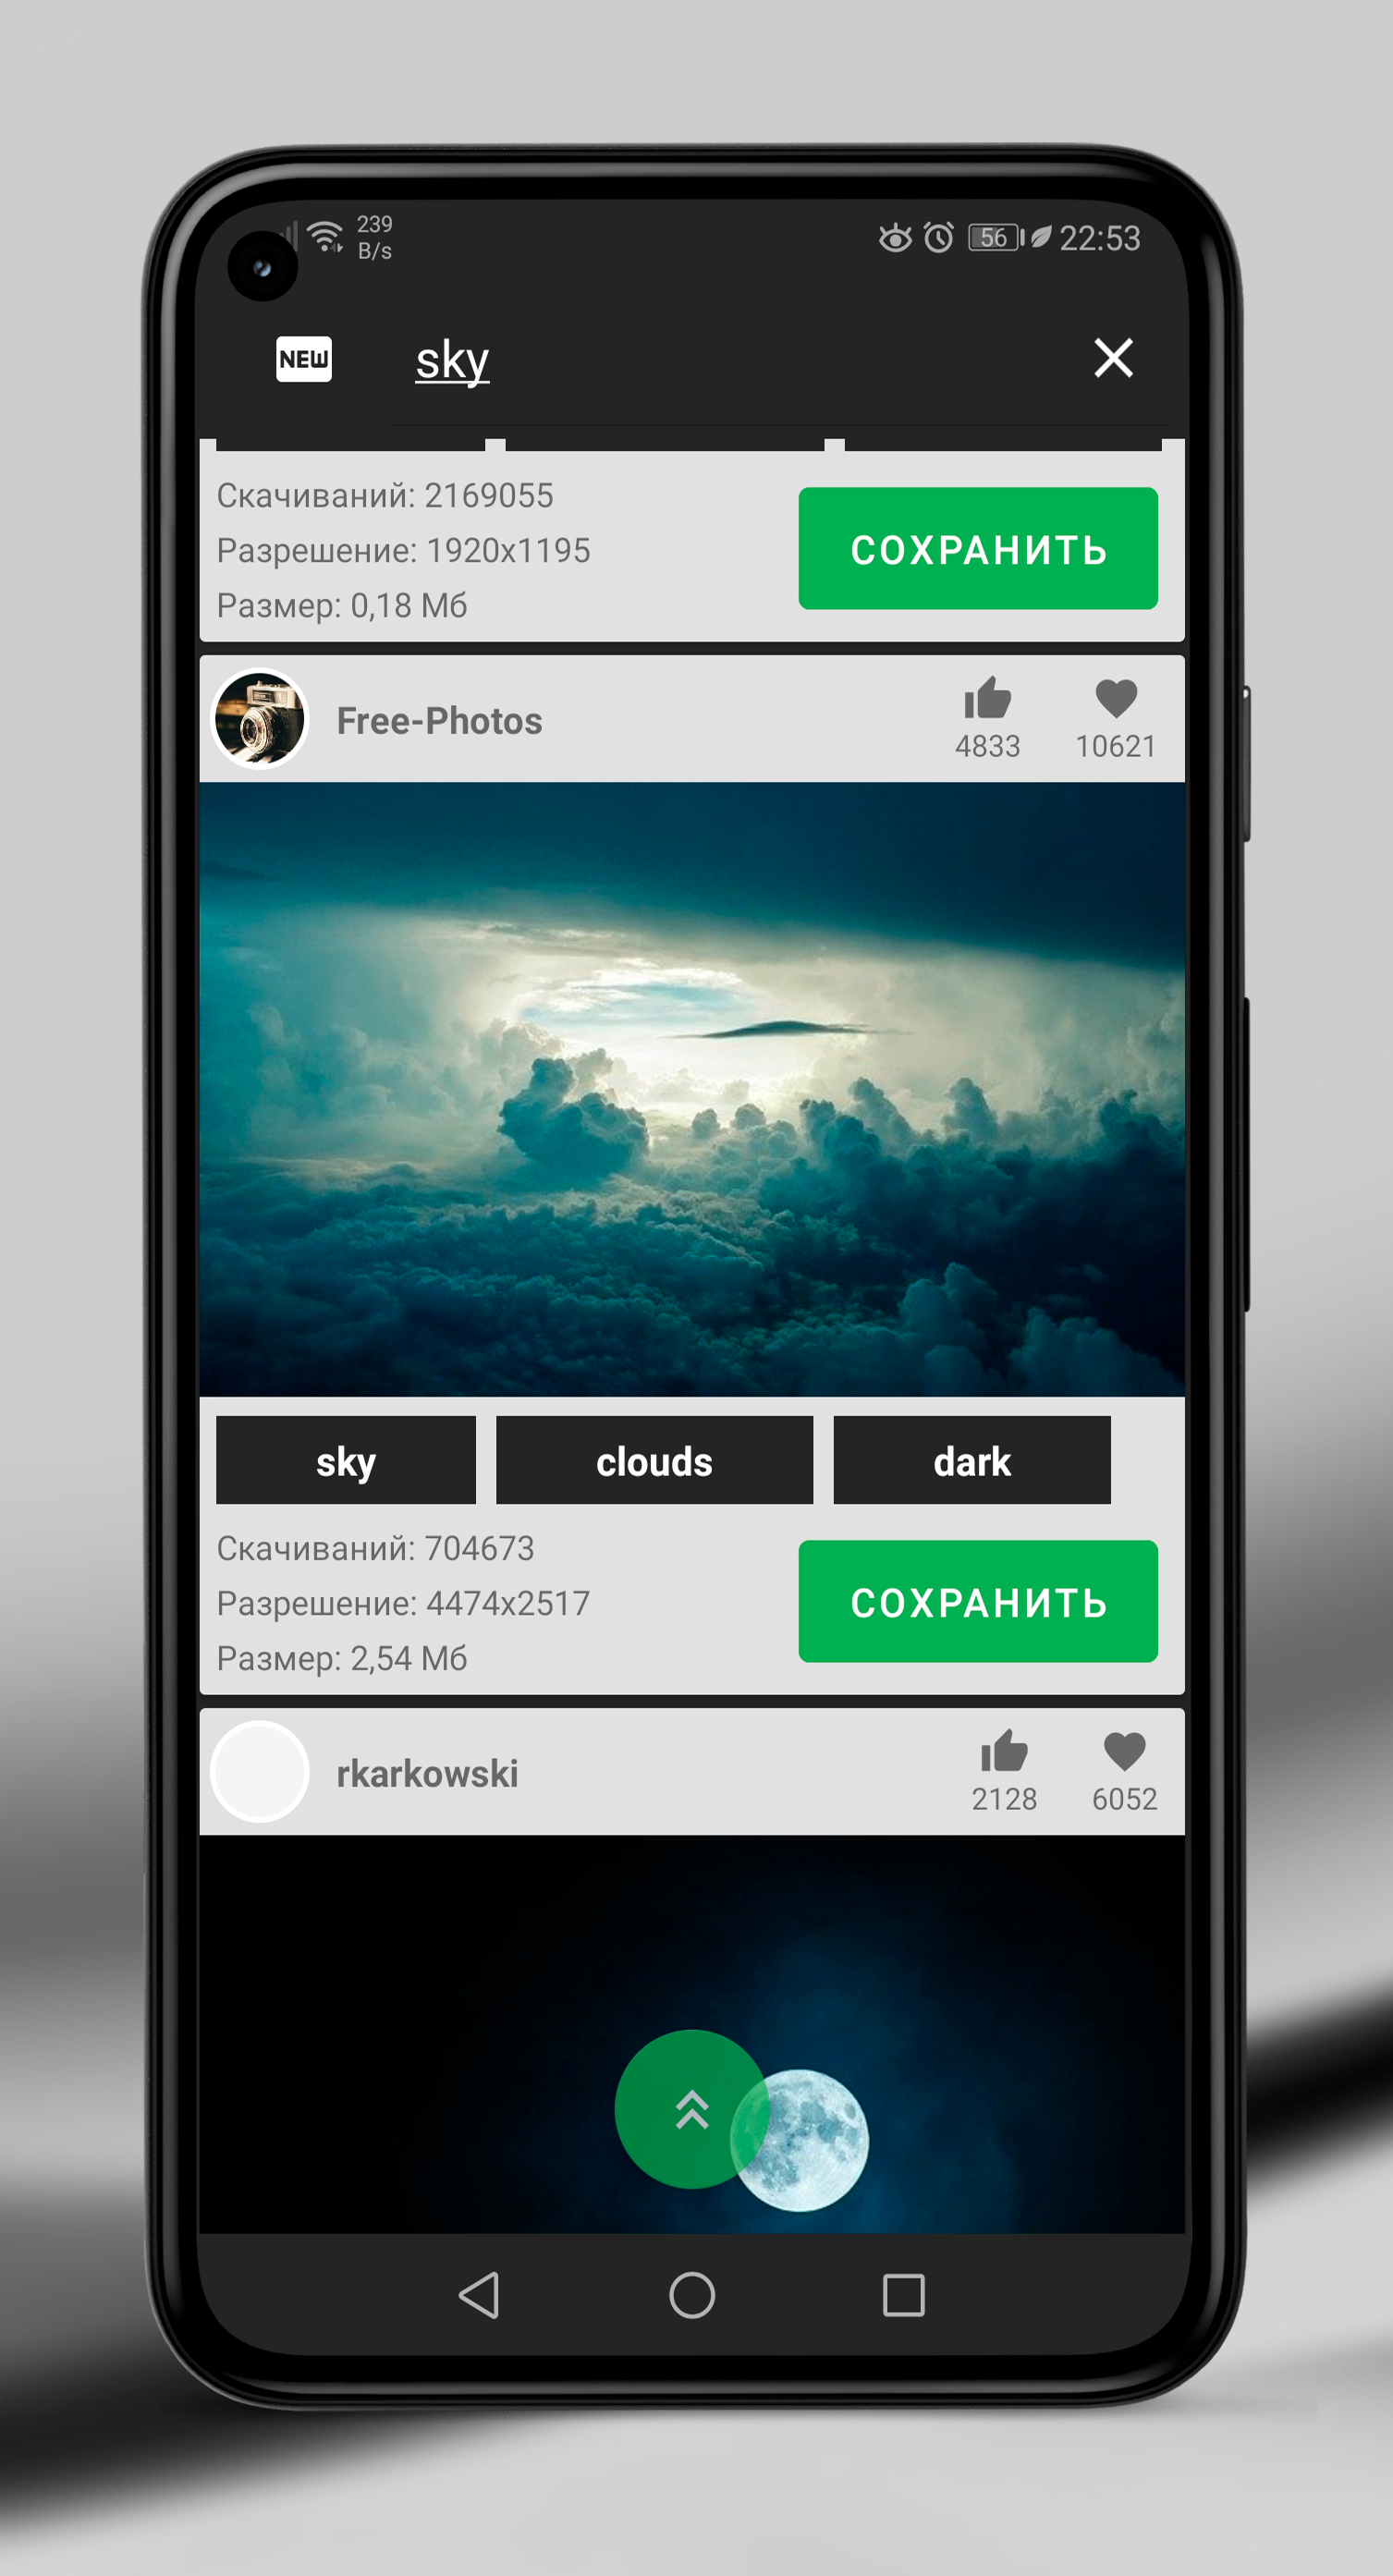 239
B/s
56
22:53
NEW
sky
Скачиваний: 2169055
Разрешение: 1920x1195
СОХРАНИТЬ
Размер: 0,18 Мб
Free-Photos
4833
10621
sky
clouds
dark
Скачиваний: 704673
Разрешение: 4474x2517
СОХРАНИТЬ
Размер: 2,54 Мб
rkarkowski
2128
6052